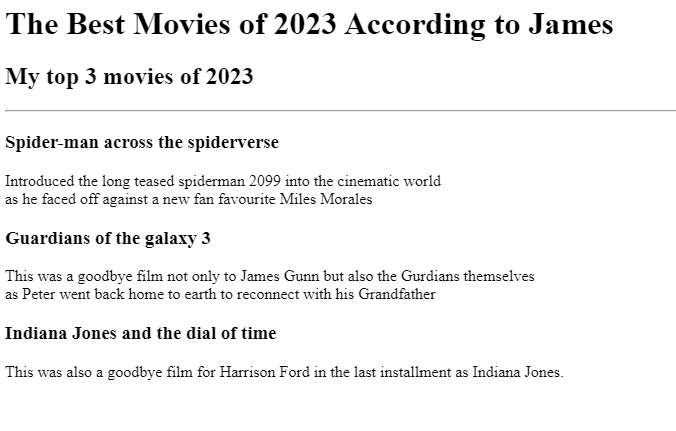 The Best Movies of 2023 According to James
My top 3 movies of 2023
Spider-man across the spiderverse
Introduced the long teased spiderman 2099 into the cinematic world
as he faced off against a new fan favourite Miles Morales
Guardians of the galaxy 3
This was a goodbye film not only to James Gunn but also the Gurdians themselves
as Peter went back home to earth to reconnect with his Grandfather
Indiana Jones and the dial of time
This was also a goodbye film for Harrison Ford in the last installment as Indiana Jones.